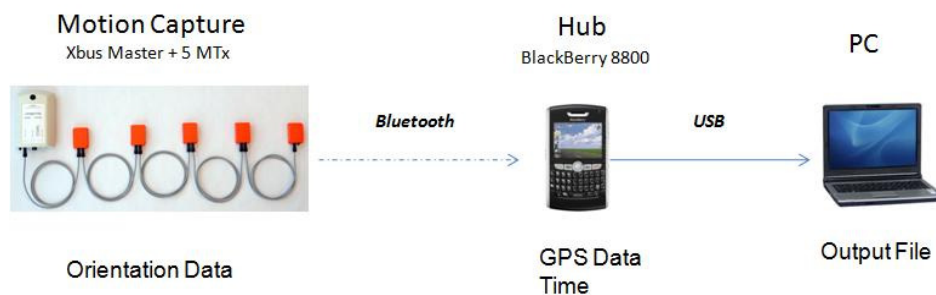 Motion Capture
Xbus Master + 5 MTx
Hub
BlackBerry 8800
PC
Bluetooth
USB
Orientation Data
GPS Data
Time
Output File